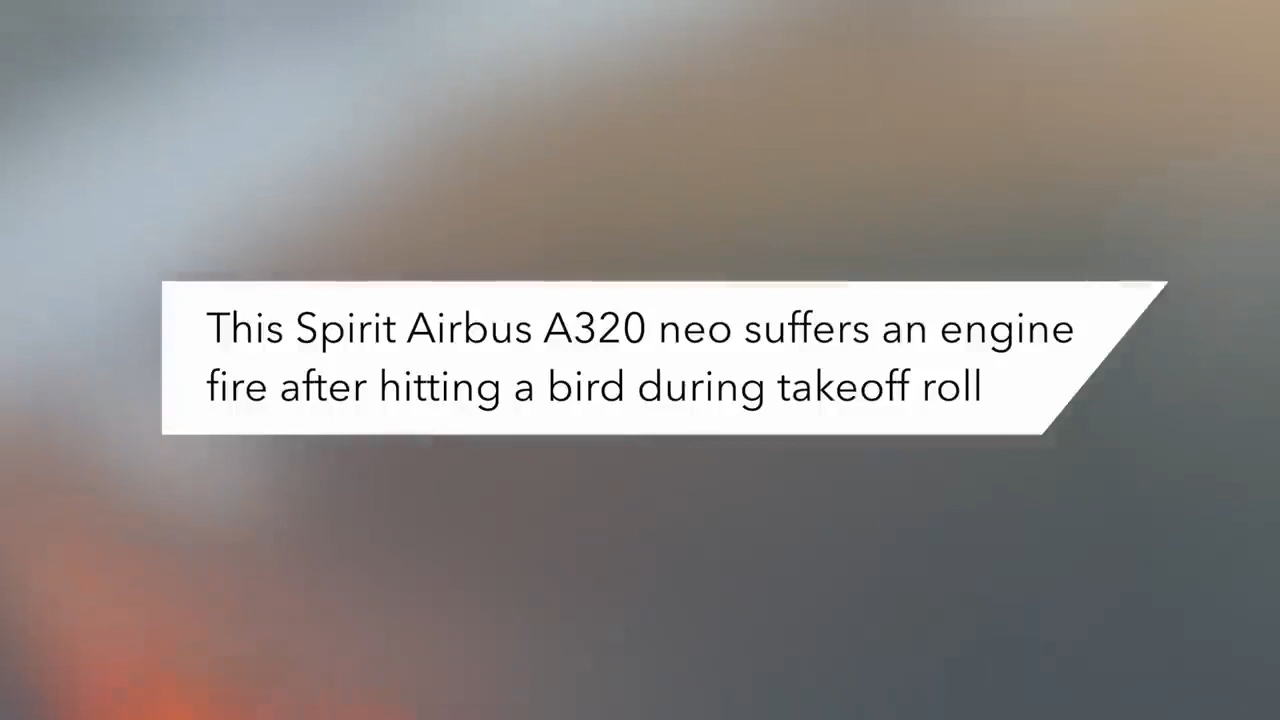 This Spirit Airbus A320 neo suffers an engine
fire after hitting a bird during takeoff roll